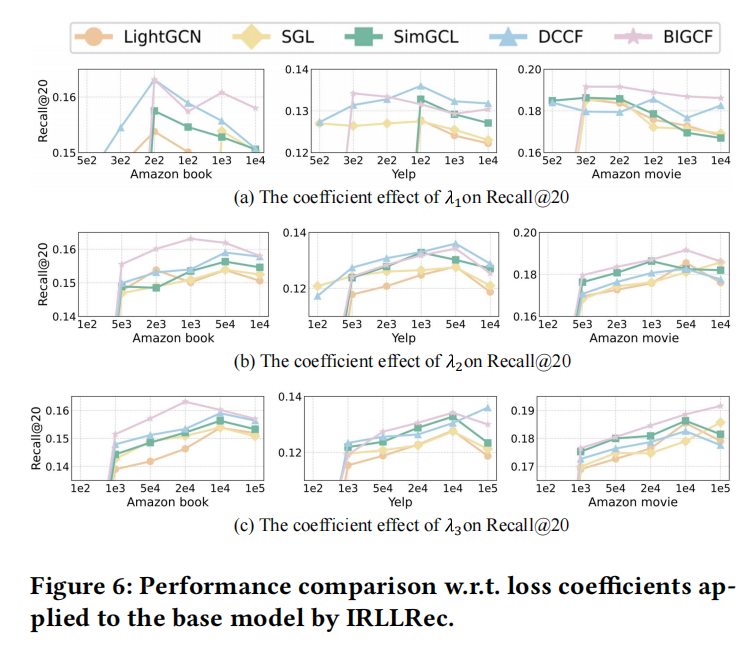 LightGCN SGL SimGCL DCCF BIGCF
Recall@20
0.16
0.15
5e2 3e2 2e2 1e2 1e3 1e4
Amazon book
0.14
0.13
0.12
5e2 3e2 2e2 1e2 1e3 1e4
Yelp
0.20
0.18
0.16
5e2 3e2 2e2 1e2 1e3 1e4
Amazon movie
(a) The coefficient effect of λ1on Recall@20
Recall@20
0.16
0.15
0.14
1e2 5e3 2e3 1e3 5e4 1e4
Amazon book
0.14
0.12
1e2 5e3 2e3 1e3 5e4 1e4
Yelp
0.20
0.18
0.16
1e2 5e3 2e3 1e3 5e4 1e4
Amazon movie
(b) The coefficient effect of λ2on Recall@20
Recall@20
0.16
0.15
0.14
1e2 1e3 5e4 2e4 1e4 1e5
Amazon book
0.14
0.12
1e2 1e3 5e4 2e4 1e4 1e5
Yelp
0.19
0.18
0.17
1e2 1e3 5e4 2e4 1e4 1e5
Amazon movie
(c) The coefficient effect of λ3on Recall@20
Figure 6: Performance comparison w.r.t. loss coefficients ap-
plied to the base model by IRLLRec.